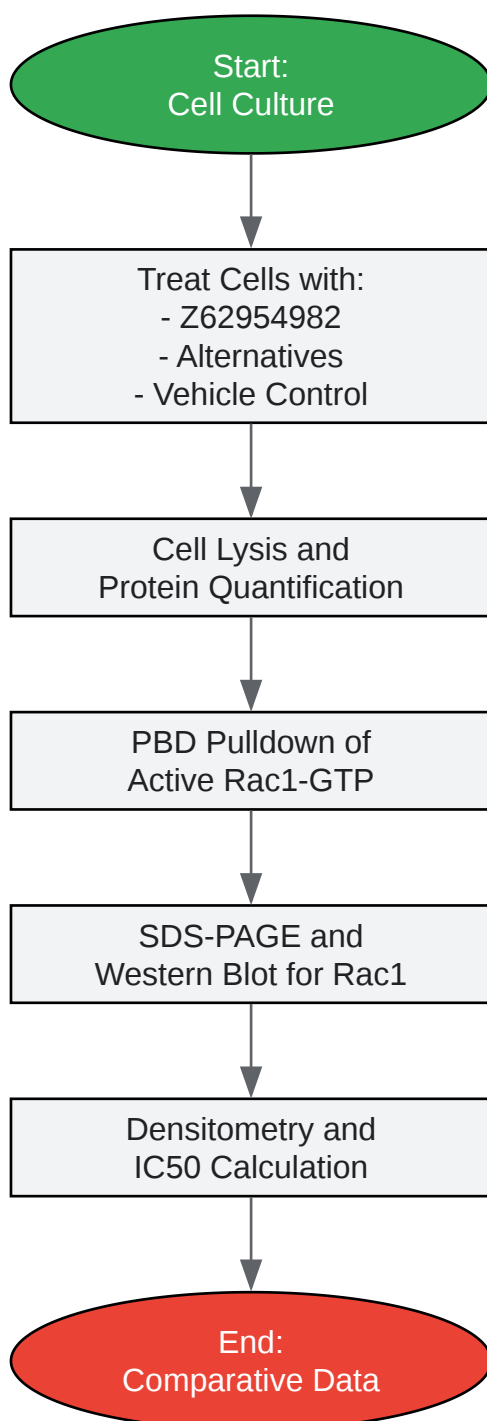 Start:
Cell Culture
Treat Cells with:
- Z62954982
- Alternatives
- Vehicle Control
Cell Lysis and
Protein Quantification
PBD Pulldown of
Active Rac1-GTP
SDS-PAGE and
Western Blot for Rac1
Densitometry and
IC50 Calculation
End:
Comparative Data